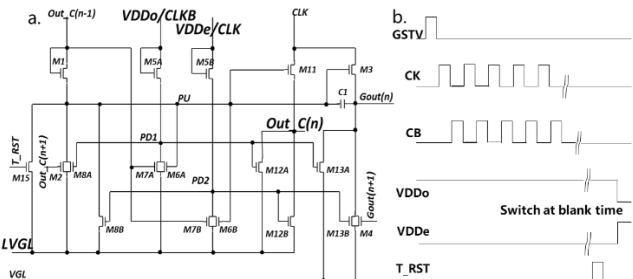 a.
Out_C(n-1)
VDDo/CLKB
VDDe/CLK
CLK
M1
M5A
M5B
M11
M3
PU
C1
Gout(n)
Out_C(n)
T_RST
Out_C(n+1)
PD1
M15
M2
M8A
M7A
M6A
M12A
M13A
PD2
Gout(n+1)
M8B
M7B
M6B
M12B
M13B
M4
LVGL
VGL
b.
GSTV
CK
CB
VDDo
Switch at blank time
VDDe
T_RST